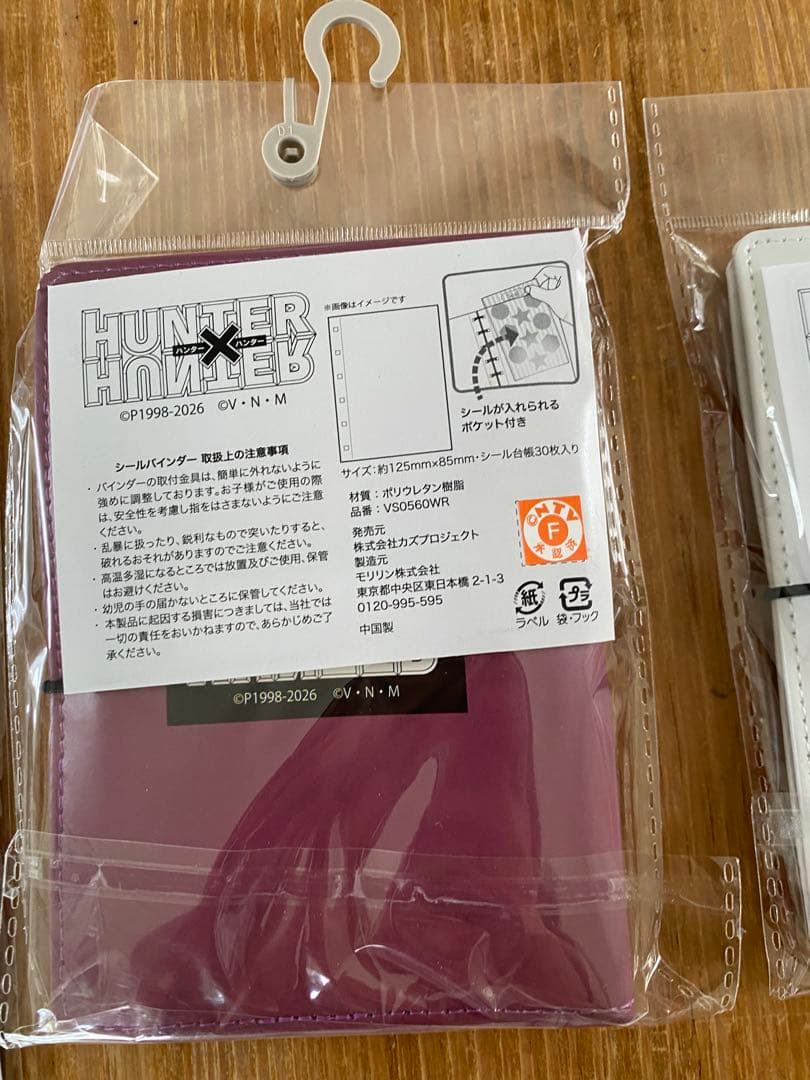 01
HUNTER
ハンター×ハンター
HUNTER
©P1998-2026 ©V・N・M
※画像はイメージです
シールが入れられる
ポケット付き
サイズ:約125mm×85mm・シール台帳30枚入り
シールバインダー 取扱上の注意事項
・バインダーの取付金具は、簡単に外れないように
強めに調整しております。お子様がご使用の際
は、安全性を考慮し指をはさまないようにご注意
ください。
・乱暴に扱ったり、鋭利なもので突いたりすると、
破れるおそれがありますのでご注意ください。
・高温多湿になるところでは放置及びご使用、保管
はお避けください。
・幼児の手の届かないところに保管してください。
・本製品に起因する損害につきましては、当社では
一切の責任をおいかねますので、あらかじめご了
承ください。
材質:ポリウレタン樹脂
品番:VS0560WR
発売元
株式会社カズプロジェクト
製造元
モリリン株式会社
東京都中央区東日本橋 2-1-3
0120-995-595
中国製
©NTV
F
承認済
紙
ラベル
プラ
袋・フック
©P1998-2026 ©V・N・M